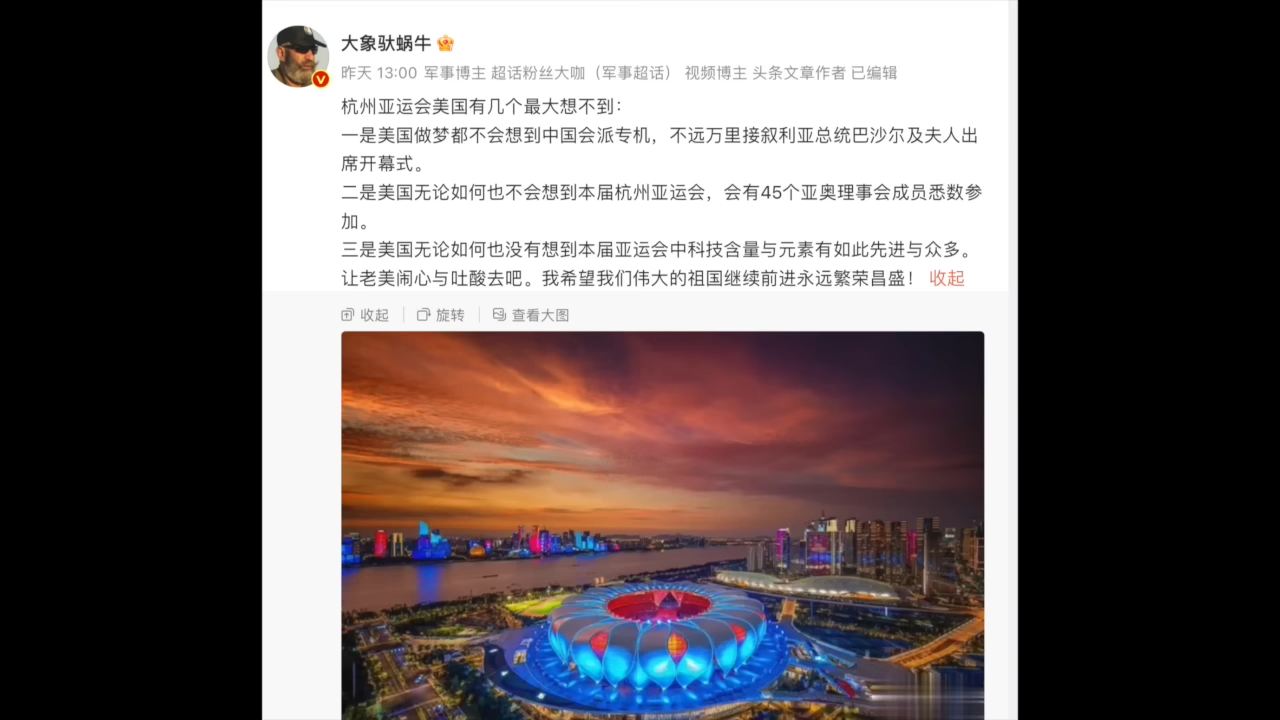 大象驮蜗牛
昨天 13:00 军事博主 超话粉丝大咖（军事超话） 视频博主 头条文章作者 已编辑
杭州亚运会美国有几个最大想不到：
一是美国做梦都不会想到中国会派专机，不远万里接叙利亚总统巴沙尔及夫人出
席开幕式。
二是美国无论如何也不会想到本届杭州亚运会，会有45个亚奥理事会成员悉数参
加。
三是美国无论如何也没有想到本届亚运会中科技含量与元素有如此先进与众多。
让老美闹心与吐酸去吧。我希望我们伟大的祖国继续前进永远繁荣昌盛！ 收起
收起 旋转 查看大图